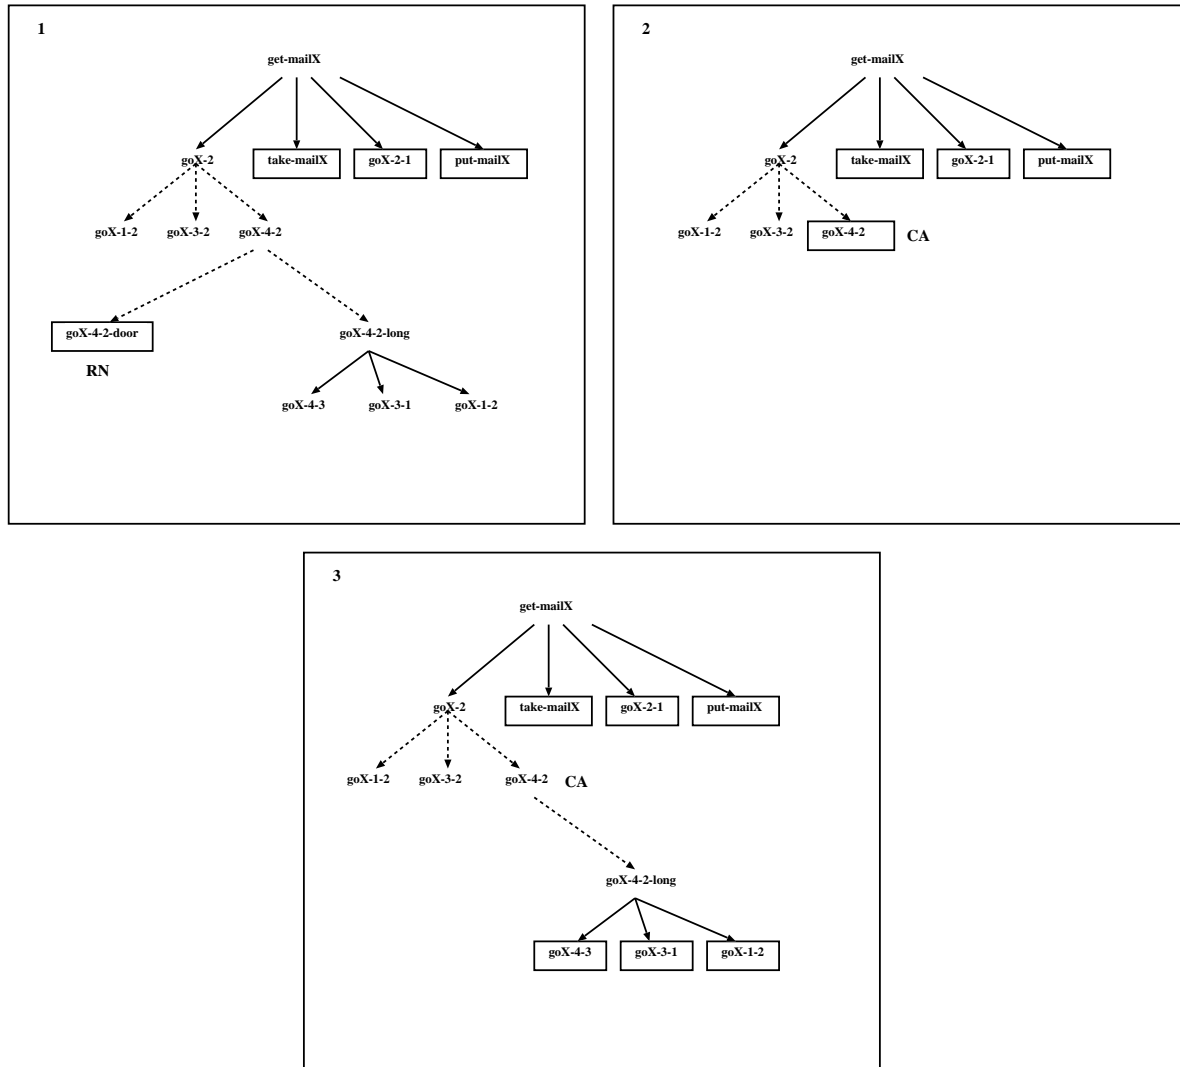 1
get-mailX
goX-2 take-mailX goX-2-1 put-mailX
goX-1-2 goX-3-2 goX-4-2
goX-4-2-door goX-4-2-long
RN
goX-4-3 goX-3-1 goX-1-2
2
get-mailX
goX-2 take-mailX goX-2-1 put-mailX
goX-1-2 goX-3-2 goX-4-2 CA
3
get-mailX
goX-2 take-mailX goX-2-1 put-mailX
goX-1-2 goX-3-2 goX-4-2 CA
goX-4-2-long
goX-4-3 goX-3-1 goX-1-2